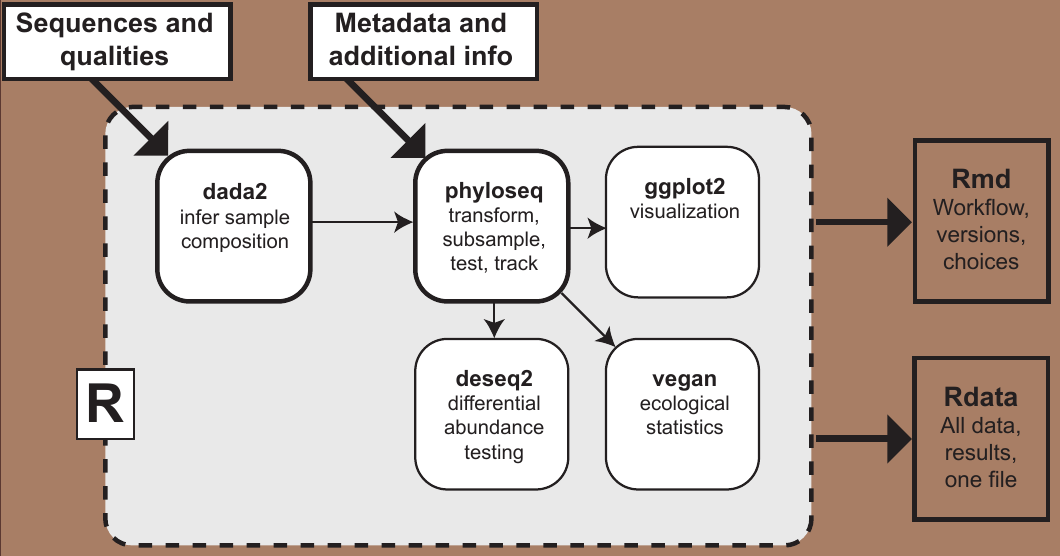 Sequences and
qualities
Metadata and
additional info
dada2
infer sample
composition
phyloseq
transform,
subsample,
test, track
ggplot2
visualization
Rmd
Workflow,
versions,
choices
R
deseq2
differential
abundance
testing
vegan
ecological
statistics
Rdata
All data,
results,
one file